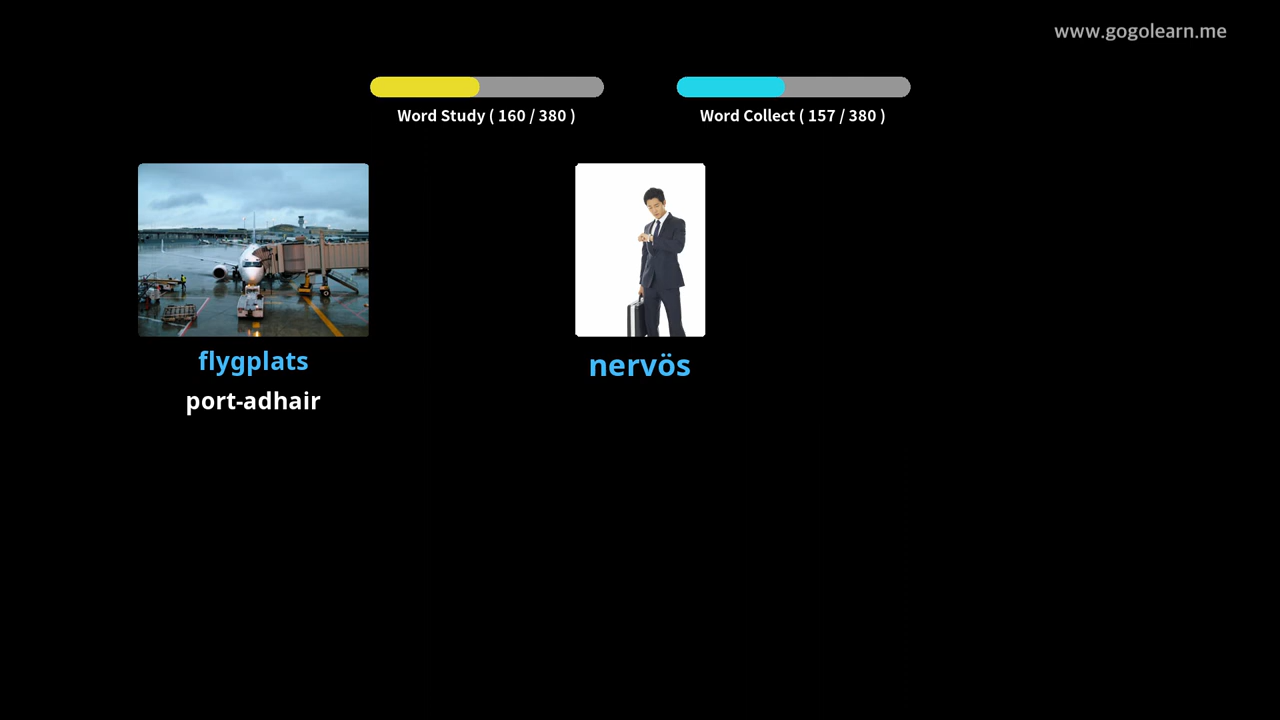 www.gogolearn.me
Word Study ( 160 / 380 )
Word Collect ( 157 / 380 )
flygplats
port-adhair
nervös